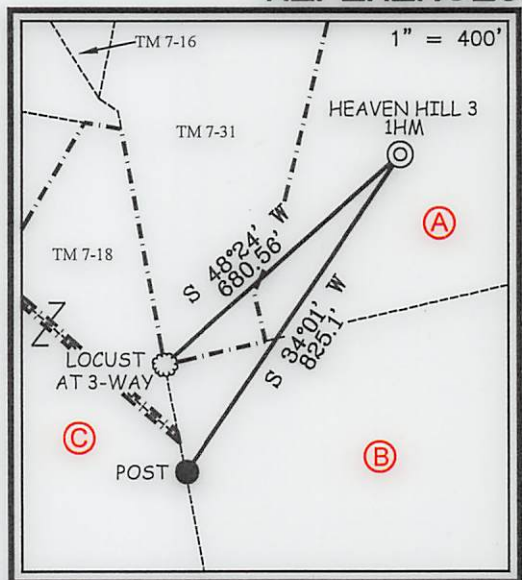 1" = 400'
TM 7-16
HEAVEN HILL 3
1HM
TM 7-31
A
TM 7-18
S 48°24' W
680.56'
S 34°01' W
825.1'
LOCUST
AT 3-WAY
C
B
POST